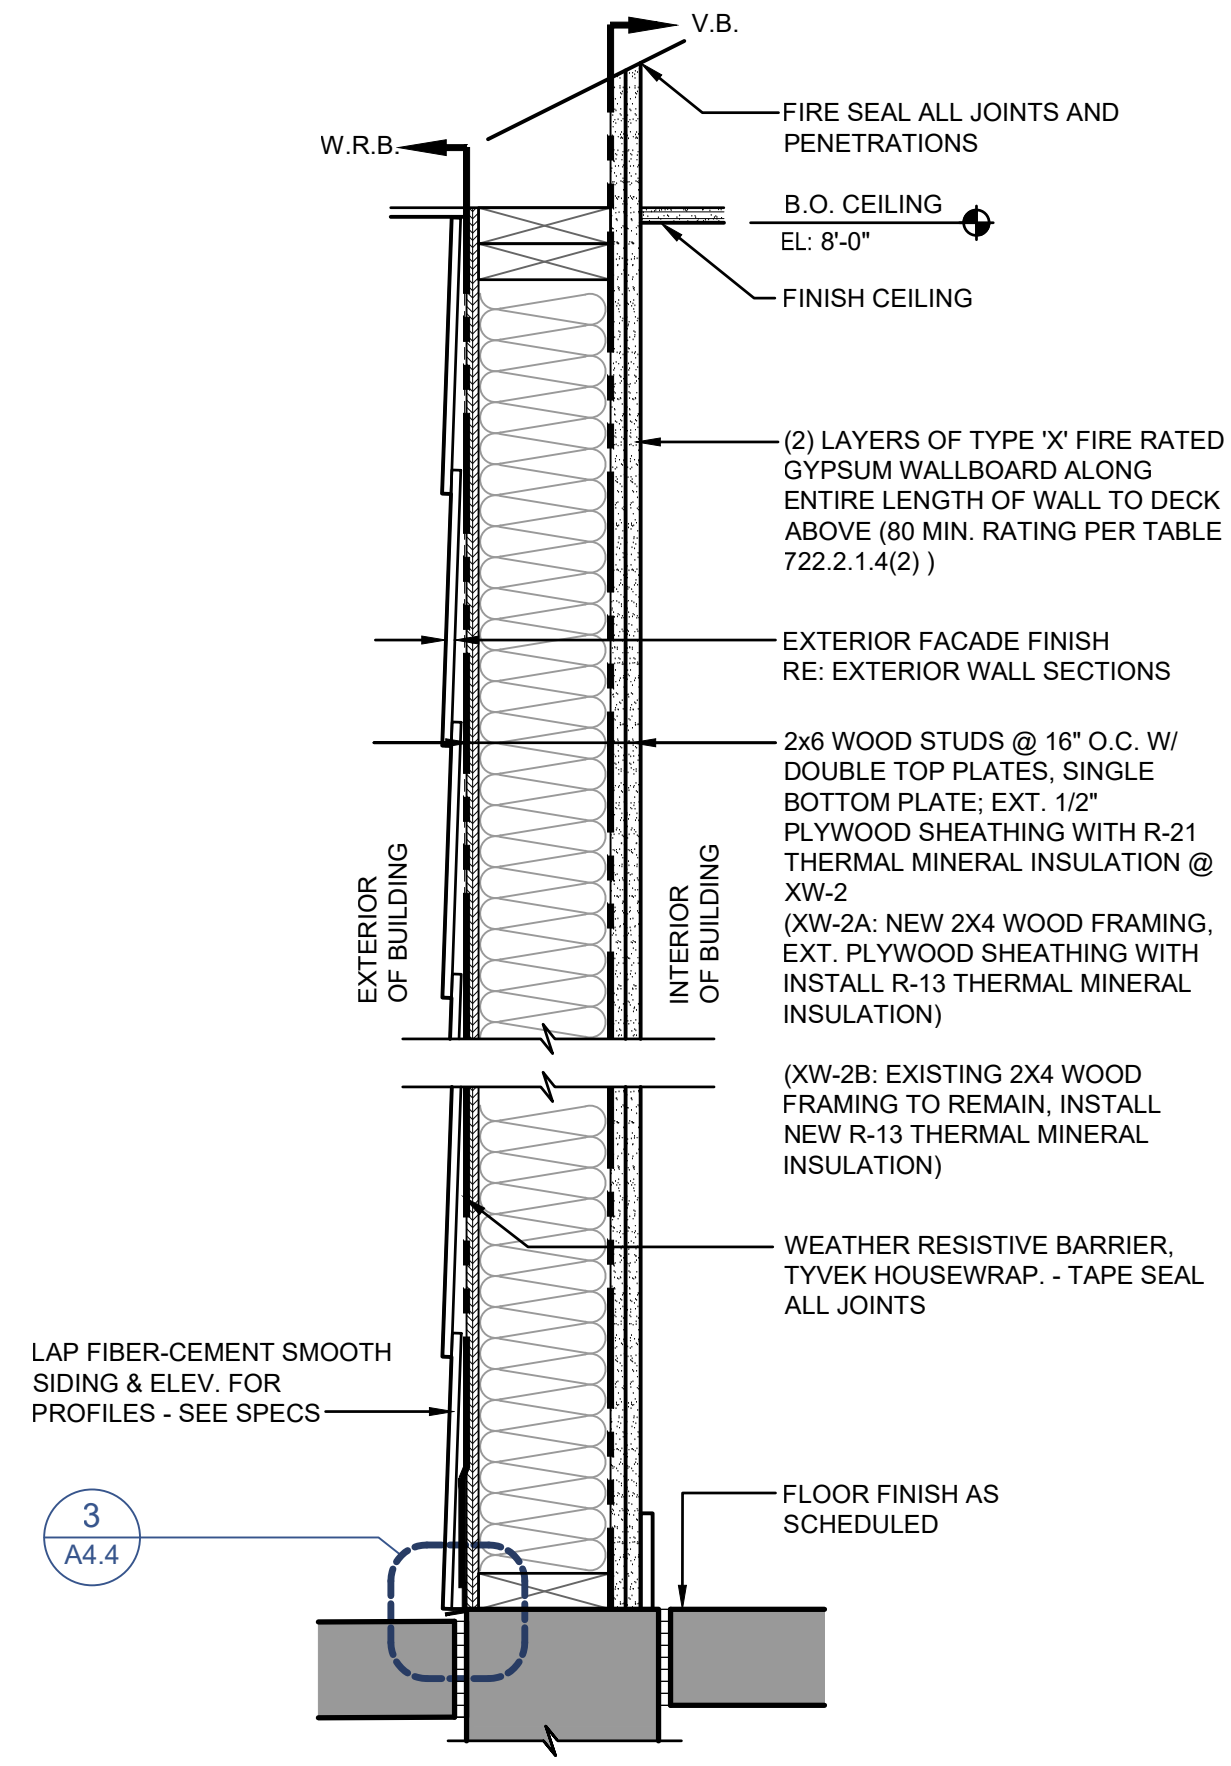 V.B.
FIRE SEAL ALL JOINTS AND
PENETRATIONS
W.R.B.
B.O. CEILING
EL: 8'-0"
FINISH CEILING
(2) LAYERS OF TYPE 'X' FIRE RATED
GYPSUM WALLBOARD ALONG
ENTIRE LENGTH OF WALL TO DECK
ABOVE (80 MIN. RATING PER TABLE
722.2.1.4(2) )
EXTERIOR FACADE FINISH
RE: EXTERIOR WALL SECTIONS
2x6 WOOD STUDS @ 16" O.C. W/
DOUBLE TOP PLATES, SINGLE
BOTTOM PLATE; EXT. 1/2"
PLYWOOD SHEATHING WITH R-21
THERMAL MINERAL INSULATION @
XW-2
(XW-2A: NEW 2X4 WOOD FRAMING,
EXT. PLYWOOD SHEATHING WITH
INSTALL R-13 THERMAL MINERAL
INSULATION)
EXTERIOR
OF BUILDING
INTERIOR
OF BUILDING
(XW-2B: EXISTING 2X4 WOOD
FRAMING TO REMAIN, INSTALL
NEW R-13 THERMAL MINERAL
INSULATION)
WEATHER RESISTIVE BARRIER,
TYVEK HOUSEWRAP. - TAPE SEAL
ALL JOINTS
LAP FIBER-CEMENT SMOOTH
SIDING & ELEV. FOR
PROFILES - SEE SPECS
3
A4.4
FLOOR FINISH AS
SCHEDULED